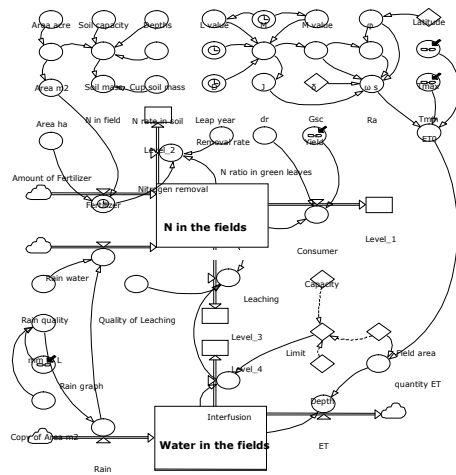 Area acre
Soil capacity
Depths
L value
M value
φ
Latitude
Area m2
Soil mass
Cup soil mass
D
J
δ
ω s
Tmax
N in field
N rate in soil
Leap year
dr
Gsc
Ra
Tmin
ET0
Area ha
Level_2
Removal rate
Yield
Amount of Fertilizer
Nitrogen removal
N ratio in green leaves
Fertilizer
N in the fields
Level_1
Consumer
Rain water
Leaching
Capacity
Rain quality
Quality of Leaching
Level_3
mm to L
Level_4
Limit
Field area
Rain graph
quantity ET
Depth
Interfusion
Copy of Area m2
Water in the fields
ET
Rain